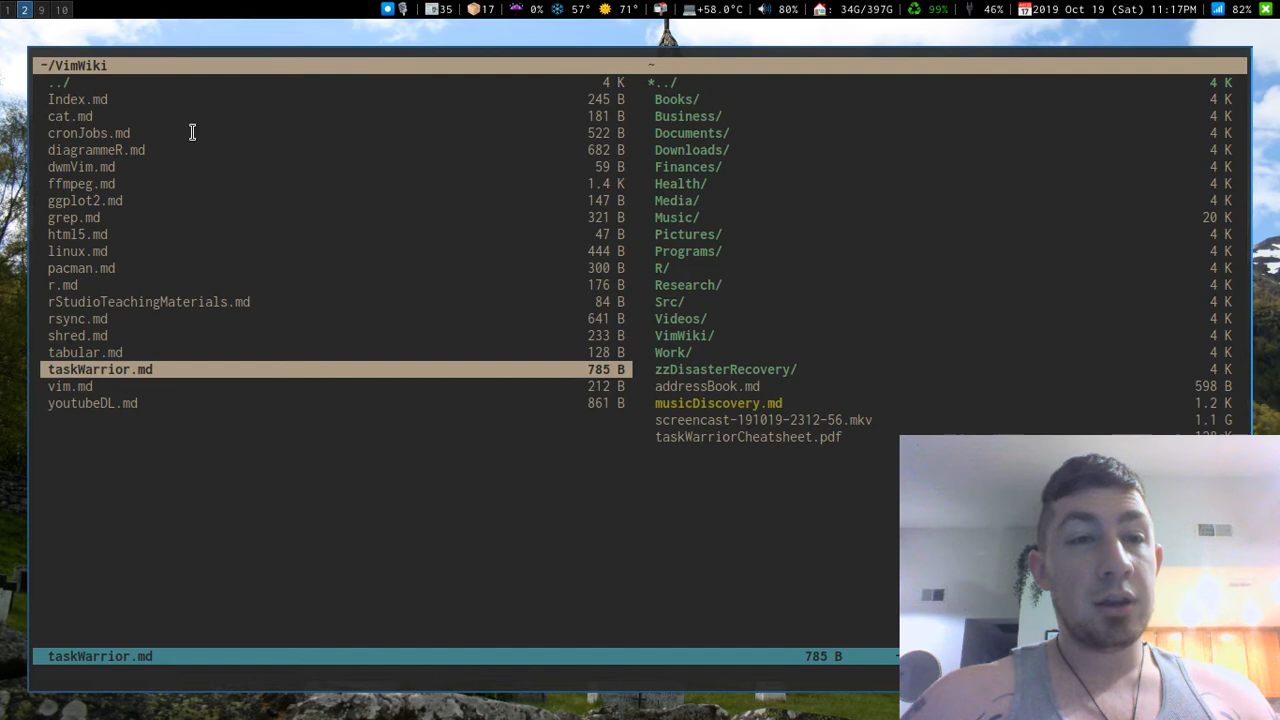 1 2 9 10 35 17 0% 57° 71° +58.0°C 80% : 34G/397G 99% 46% 2019 Oct 19 (Sat) 11:17PM 82%
~/VimWiki
../ 4 K
Index.md 245 B
cat.md 181 B
cronJobs.md 522 B
diagrammeR.md 682 B
dwmVim.md 59 B
ffmpeg.md 1.4 K
ggplot2.md 147 B
grep.md 321 B
html5.md 47 B
linux.md 444 B
pacman.md 300 B
r.md 176 B
rStudioTeachingMaterials.md 84 B
rsync.md 641 B
shred.md 233 B
tabular.md 128 B
taskWarrior.md 785 B
vim.md 212 B
youtubeDL.md 861 B
~
*../ 4 K
Books/ 4 K
Business/ 4 K
Documents/ 4 K
Downloads/ 4 K
Finances/ 4 K
Health/ 4 K
Media/ 4 K
Music/ 20 K
Pictures/ 4 K
Programs/ 4 K
R/ 4 K
Research/ 4 K
Src/ 4 K
Videos/ 4 K
VimWiki/ 4 K
Work/ 4 K
zzDisasterRecovery/ 4 K
addressBook.md 598 B
musicDiscovery.md 1.2 K
screencast-191019-2312-56.mkv 1.1 G
taskWarriorCheatsheet.pdf
taskWarrior.md 785 B